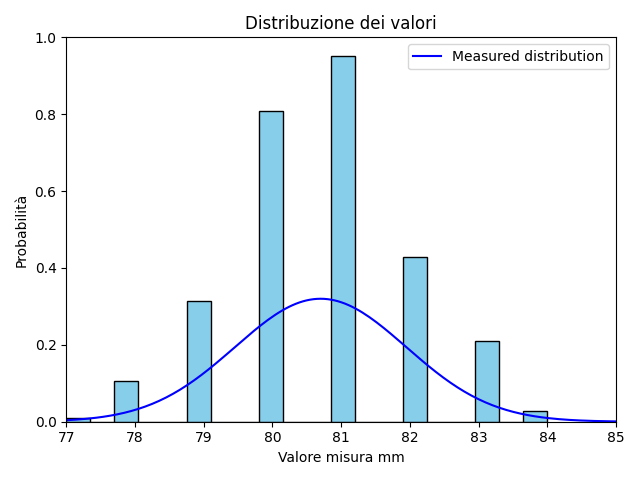 Distribuzione dei valori
Measured distribution
Probabilità
1.0
0.8
0.6
0.4
0.2
0.0
77 78 79 80 81 82 83 84 85
Valore misura mm